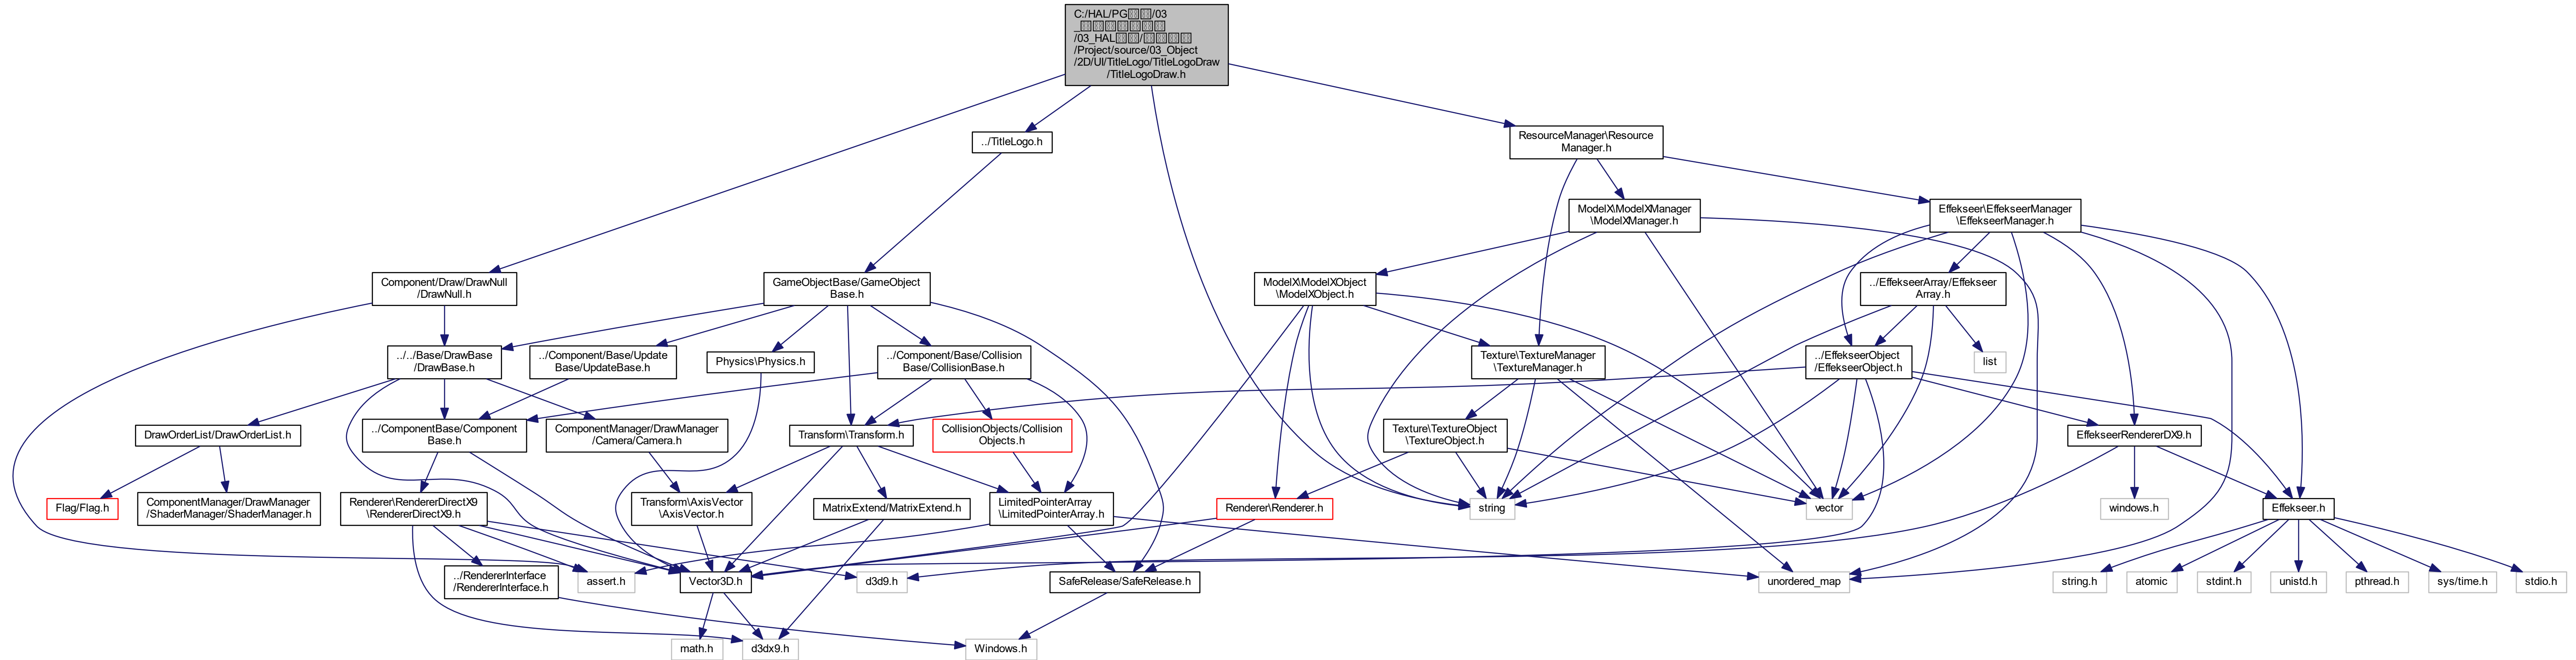 C:/HAL/PG/03
_
/03_HAL/
/Project/source/03_Object
/2D/UI/TitleLogo/TitleLogoDraw
/TitleLogoDraw.h
../TitleLogo.h
ResourceManager\Resource
Manager.h
ModelX\ModelXManager
\ModelXManager.h
Effekseer\EffekseerManager
\EffekseerManager.h
Component/Draw/DrawNull
/DrawNull.h
GameObjectBase/GameObject
Base.h
ModelX\ModelXObject
\ModelXObject.h
../EffekseerArray/Effekseer
Array.h
../../Base/DrawBase
/DrawBase.h
../Component/Base/Update
Base/UpdateBase.h
Physics\Physics.h
../Component/Base/Collision
Base/CollisionBase.h
Texture\TextureManager
\TextureManager.h
../EffekseerObject
/EffekseerObject.h
list
DrawOrderList/DrawOrderList.h
../ComponentBase/Component
Base.h
ComponentManager/DrawManager
/Camera/Camera.h
Transform\Transform.h
CollisionObjects/Collision
Objects.h
Texture\TextureObject
\TextureObject.h
EffekseerRendererDX9.h
Flag/Flag.h
ComponentManager/DrawManager
/ShaderManager/ShaderManager.h
Renderer\RendererDirectX9
\RendererDirectX9.h
Transform\AxisVector
\AxisVector.h
MatrixExtend/MatrixExtend.h
LimitedPointerArray
\LimitedPointerArray.h
Renderer\Renderer.h
string
vector
windows.h
Effekseer.h
../RendererInterface
/RendererInterface.h
assert.h
Vector3D.h
d3d9.h
SafeRelease/SafeRelease.h
unordered_map
string.h
atomic
stdint.h
unistd.h
pthread.h
sys/time.h
stdio.h
math.h
d3dx9.h
Windows.h